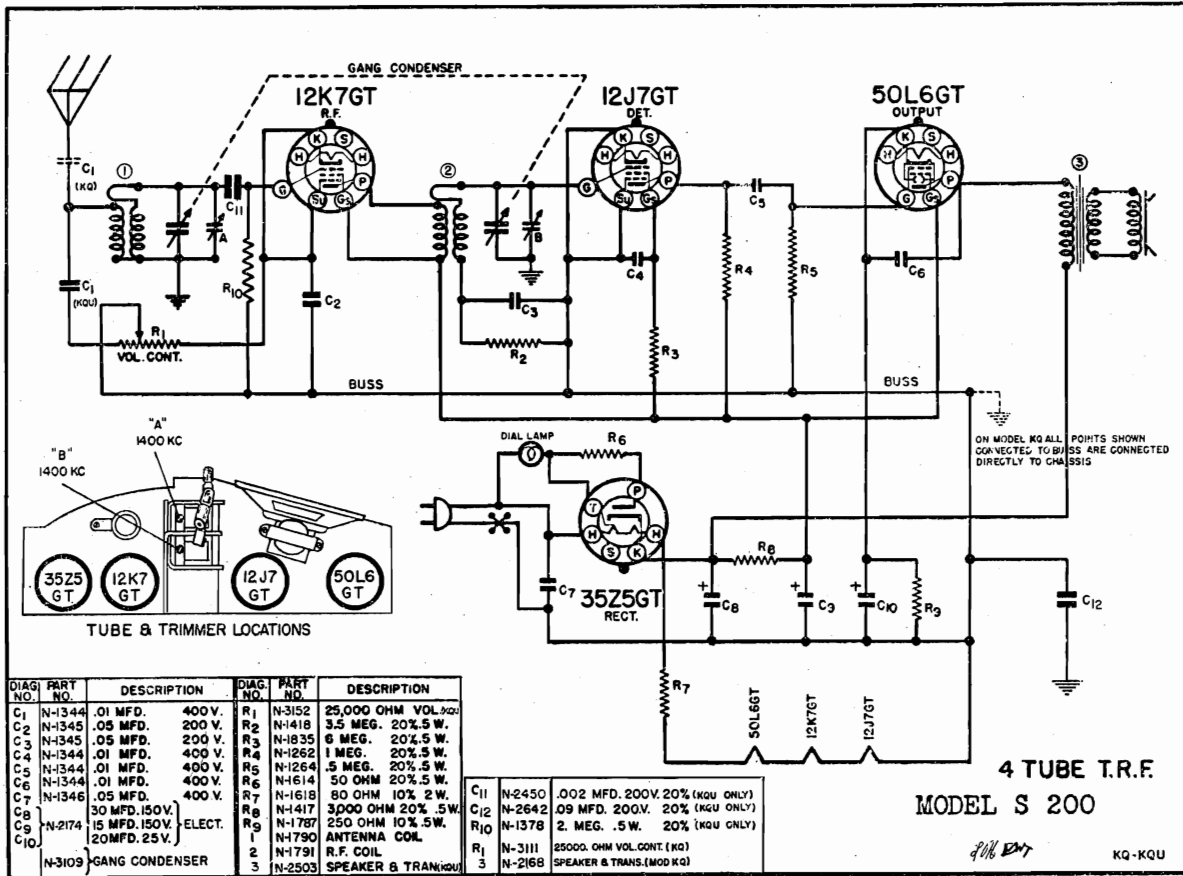 GANG CONDENSER
12K7GT
R.F.
12J7GT
DET.
50L6GT
OUTPUT
K S
H H
G P
Su Gs
K S
H H
G P
Su Gs
K S
H H
P
G Gs
C1
(KQ)
1
A
C11
2
B
C5
3
C1
(KQU)
R10
C2
C3
C4
R4
R5
C6
R1
VOL. CONT.
R2
R3
BUSS
BUSS
ON MODEL KQ ALL POINTS SHOWN
CONNECTED TO BUSS ARE CONNECTED
DIRECTLY TO CHASSIS
"A"
1400 KC
"B"
1400 KC
35Z5
GT
12K7
GT
12J7
GT
50L6
GT
TUBE & TRIMMER LOCATIONS
DIAL LAMP
R6
P
T
H H
S K
35Z5GT
RECT.
C7
R8
+ C8
C9
+ C10
R9
C12
R7
50L6GT
12K7GT
12J7GT
4 TUBE T.R.F.
MODEL S 200
KQ-KQU
DIAG. NO. PART NO. DESCRIPTION
C1 N-1344 .01 MFD. 400 V.
C2 N-1345 .05 MFD. 200 V.
C3 N-1345 .05 MFD. 200 V.
C4 N-1344 .01 MFD. 400 V.
C5 N-1344 .01 MFD. 400 V.
C6 N-1344 .01 MFD. 400 V.
C7 N-1346 .05 MFD. 400 V.
C8 30 MFD. 150 V.
C9 N-2174 15 MFD. 150 V. ELECT.
C10 20 MFD. 25 V.
N-3109 GANG CONDENSER
DIAG. NO. PART NO. DESCRIPTION
R1 N-3152 25,000 OHM VOL. KQU
R2 N-1418 3.5 MEG. 20% .5 W.
R3 N-1835 6 MEG. 20% .5 W.
R4 N-1262 1 MEG. 20% .5 W.
R5 N-1264 .5 MEG. 20% .5 W.
R6 N-1614 50 OHM 20% .5 W.
R7 N-1618 80 OHM 10% 2 W.
R8 N-1417 3,000 OHM 20% .5 W.
R9 N-1787 250 OHM 10% .5 W.
1 N-1790 ANTENNA COIL
2 N-1791 R.F. COIL
3 N-2503 SPEAKER & TRAN(KQU)
C11 N-2450 .002 MFD. 200V. 20% (KQU ONLY)
C12 N-2642 .09 MFD. 200V. 20% (KQU ONLY)
R10 N-1378 2. MEG. .5 W. 20% (KQU ONLY)
R1 N-3111 25000. OHM VOL. CONT. (KQ)
3 N-2168 SPEAKER & TRANS. (MOD KQ)